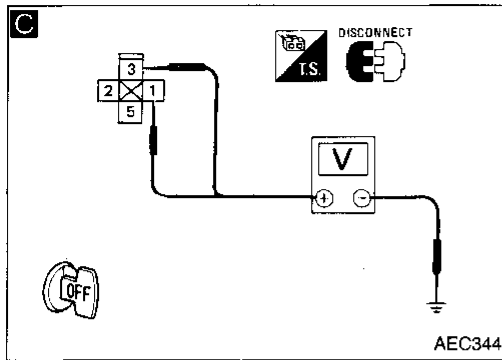 C
DISCONNECT
T.S.
3
2 1
5
V
+ -
OFF
AEC344